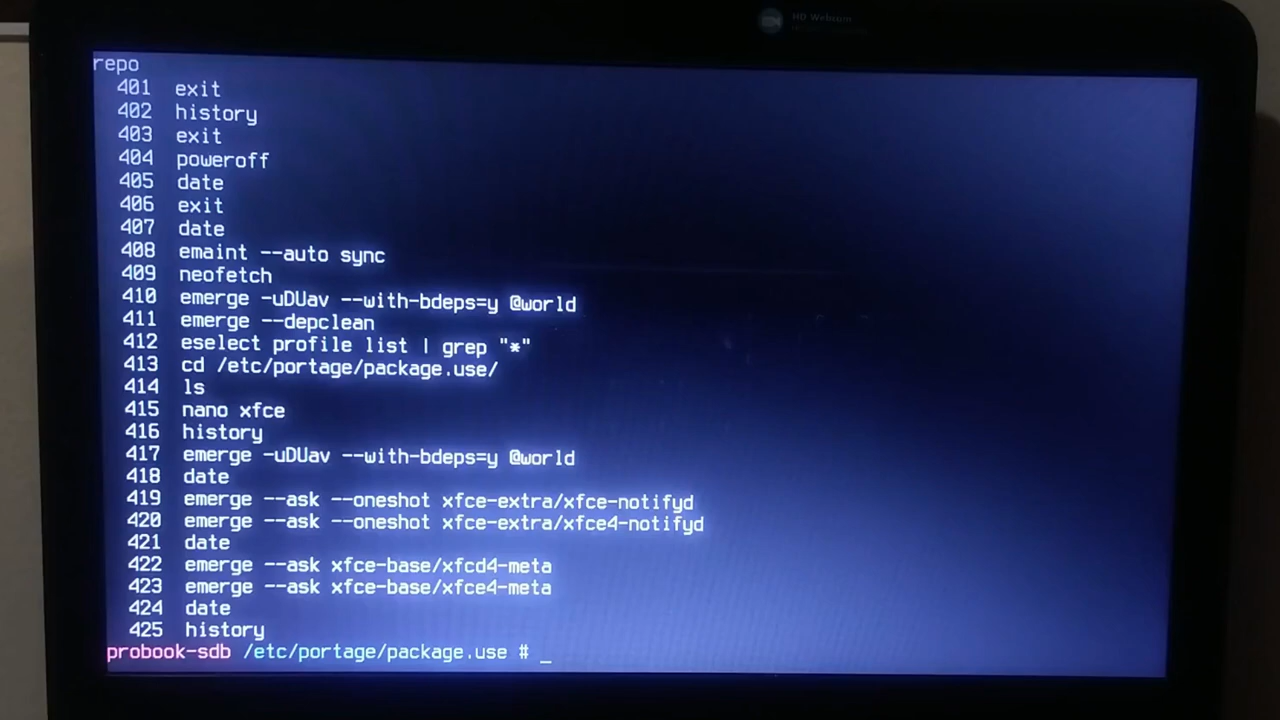 HD Webcam
repo
401 exit
402 history
403 exit
404 poweroff
405 date
406 exit
407 date
408 emaint --auto sync
409 neofetch
410 emerge -uDUav --with-bdeps=y @world
411 emerge --depclean
412 eselect profile list | grep "*"
413 cd /etc/portage/package.use/
414 ls
415 nano xfce
416 history
417 emerge -uDUav --with-bdeps=y @world
418 date
419 emerge --ask --oneshot xfce-extra/xfce-notifyd
420 emerge --ask --oneshot xfce-extra/xfce4-notifyd
421 date
422 emerge --ask xfce-base/xfcd4-meta
423 emerge --ask xfce-base/xfce4-meta
424 date
425 history
probook-sdb /etc/portage/package.use # _